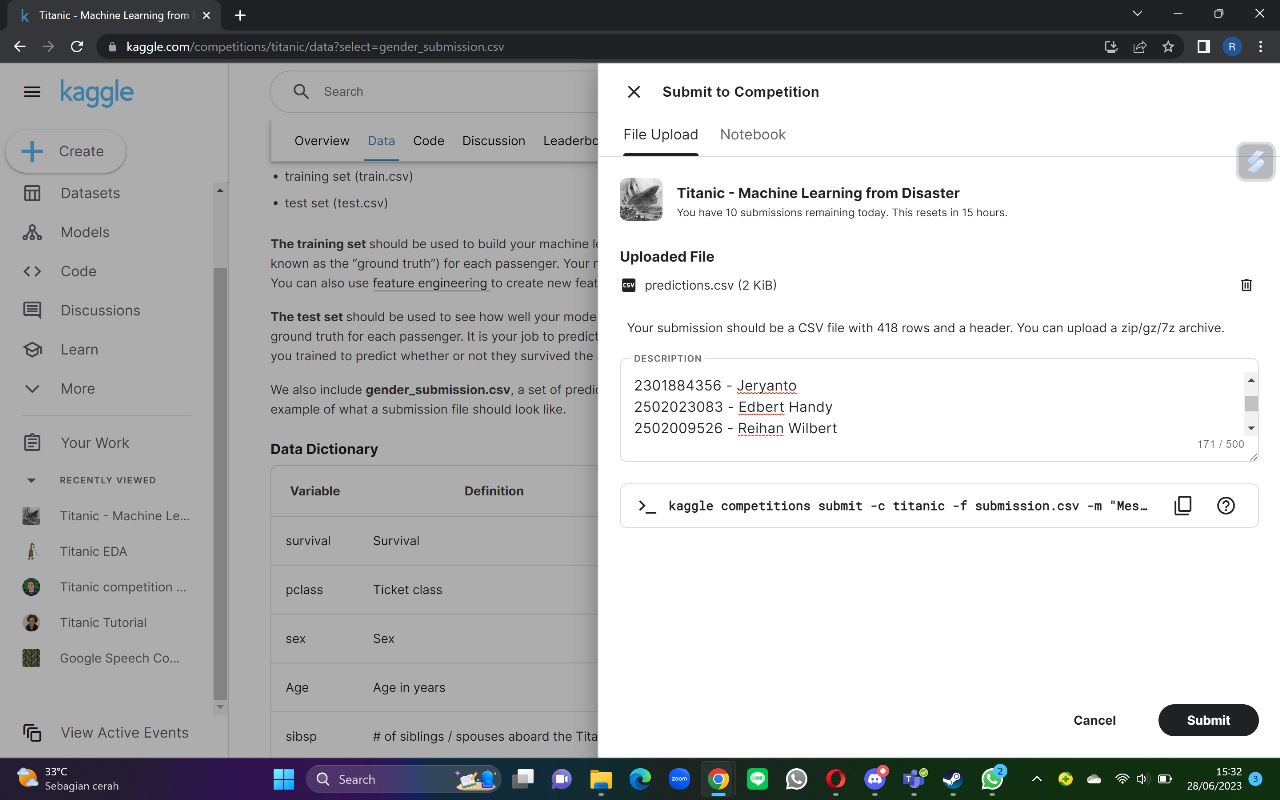 Titanic - Machine Learning from
kaggle.com/competitions/titanic/data?select=gender_submission.csv
R
kaggle
Create
Datasets
Models
Code
Discussions
Learn
More
Your Work
RECENTLY VIEWED
Titanic - Machine Le...
Titanic EDA
Titanic competition ...
Titanic Tutorial
Google Speech Co...
View Active Events
Search
Overview Data Code Discussion Leaderbo
• training set (train.csv)
• test set (test.csv)
The training set should be used to build your machine le
known as the “ground truth”) for each passenger. Your
You can also use feature engineering to create new feat
The test set should be used to see how well your mode
ground truth for each passenger. It is your job to predict
you trained to predict whether or not they survived the
We also include gender_submission.csv, a set of predic
example of what a submission file should look like.
Data Dictionary
Variable Definition
survival Survival
pclass Ticket class
sex Sex
Age Age in years
sibsp # of siblings / spouses aboard the Tita
Submit to Competition
File Upload Notebook
Titanic - Machine Learning from Disaster
You have 10 submissions remaining today. This resets in 15 hours.
Uploaded File
CSV predictions.csv (2 KiB)
Your submission should be a CSV file with 418 rows and a header. You can upload a zip/gz/7z archive.
DESCRIPTION
2301884356 - Jeryanto
2502023083 - Edbert Handy
2502009526 - Reihan Wilbert
171 / 500
>_ kaggle competitions submit -c titanic -f submission.csv -m "Mes…
Cancel Submit
33°C
Sebagian cerah
Search
zoom
LINE
2
15:32
28/06/2023
3